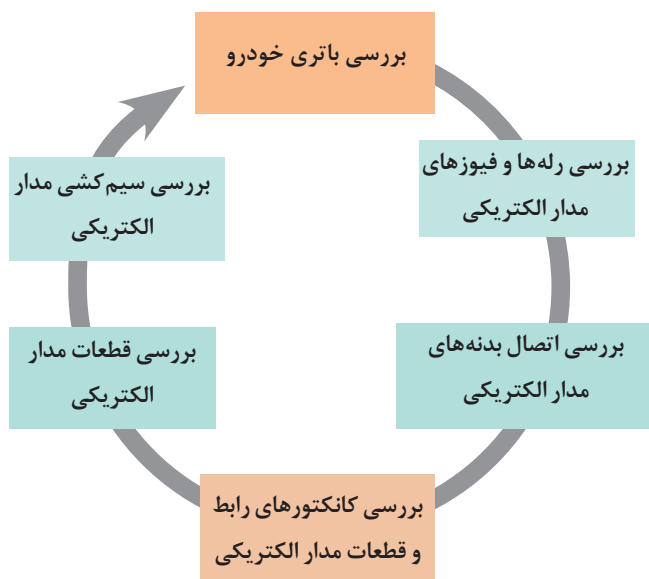 بررسی باتری خودرو
بررسی رله‌ها و فیوزهای
مدار الکتریکی
بررسی اتصال بدنه‌های
مدار الکتریکی
بررسی کانکتورهای رابط
و قطعات مدار الکتریکی
بررسی قطعات مدار
الکتریکی
بررسی سیم‌کشی مدار
الکتریکی